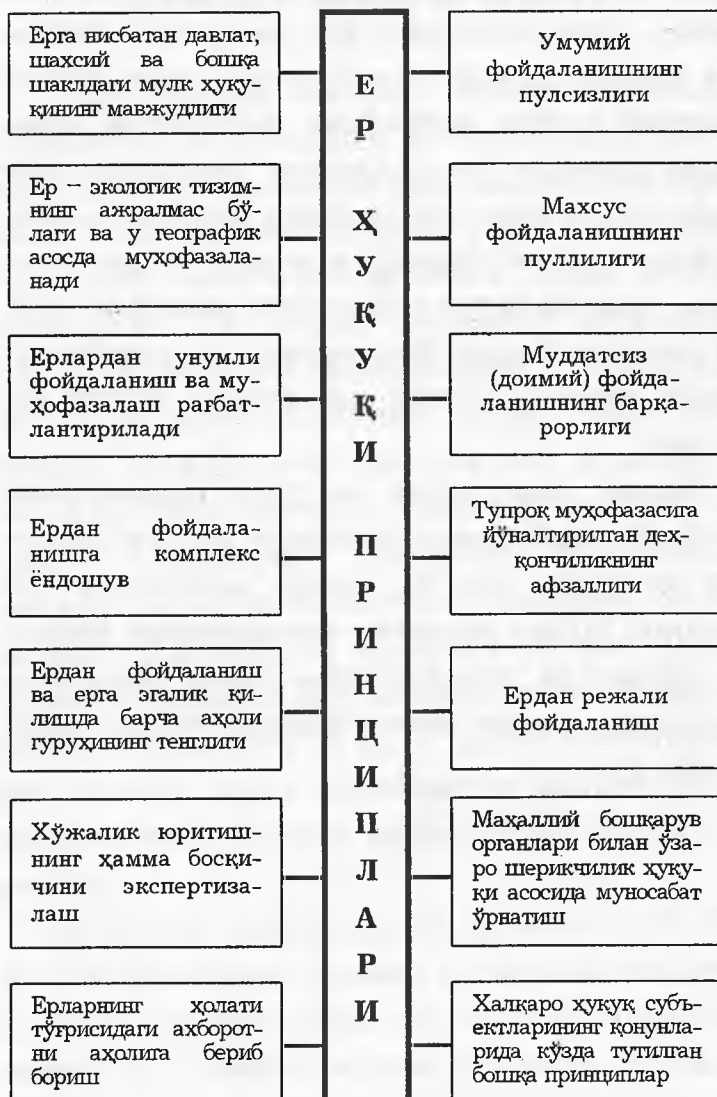 Ерга нисбатан давлат,
шахсий ва бошқа
шаклдаги мулк ҳуқу-
қининг мавжудлиги
Ер — экологик тизим-
нинг ажралмас бў-
лаги ва у географик
асосда муҳофазала-
нади
Ерлардан унумли
фойдаланиш ва му-
ҳофазалаш рағбат-
лантирилади
Ердан фойдала-
нишга комплекс
ёндошув
Ердан фойдаланиш
ва ерга эгалик қи-
лишда барча аҳоли
гуруҳининг тенглиги
Хўжалик юритиш-
нинг ҳамма босқи-
чини экспертиза-
лаш
Ерларнинг ҳолати
тўғрисидаги ахборот-
ни аҳолига бериб
бориш
Е
Р
Ҳ
У
Қ
У
Қ
И
П
Р
И
Н
Ц
И
П
Л
А
Р
И
Умумий
фойдаланишнинг
пулсизлиги
Махсус
фойдаланишнинг
пуллилиги
Муддатсиз
(доимий) фойда-
ланишнинг барқа-
рорлиги
Тупроқ муҳофазасига
йўналтирилган деҳ-
қончиликнинг
афзаллиги
Ердан режали
фойдаланиш
Маҳаллий бошқарув
органлари билан ўза-
ро шерикчилик ҳуқу-
қи асосида муносабат
ўрнатиш
Халқаро ҳуқуқ субъ-
ектларининг қонунла-
рида кўзда тутилган
бошқа принциплар